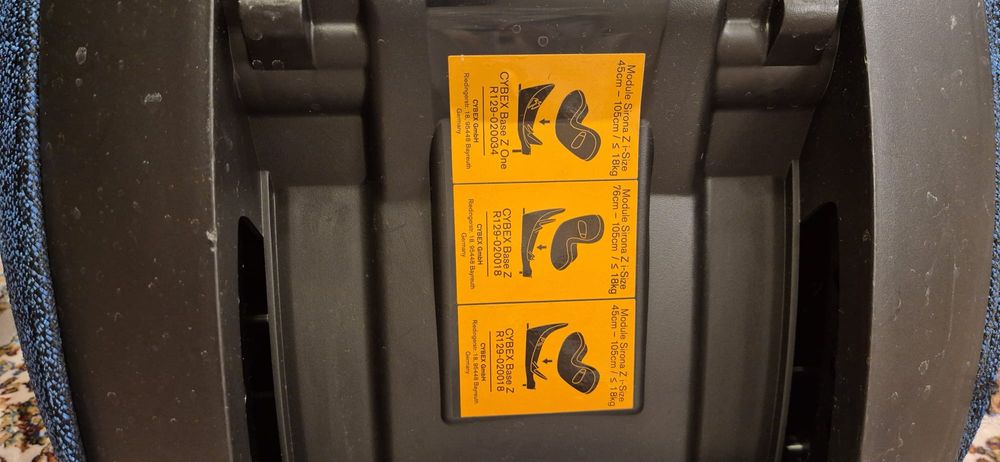 Module Sirona Z i-Size
45cm – 105cm / ≤ 18kg
CYBEX Base Z One
R129-020034
CYBEX GmbH
Riedingerstr. 18, 95448 Bayreuth
Germany
Module Sirona Z i-Size
76cm – 105cm / ≤ 18kg
CYBEX Base Z
R129-020018
CYBEX GmbH
Riedingerstr. 18, 95448 Bayreuth
Germany
Module Sirona Z i-Size
45cm – 105cm / ≤ 18kg
CYBEX Base Z
R129-020018
CYBEX GmbH
Riedingerstr. 18, 95448 Bayreuth
Germany